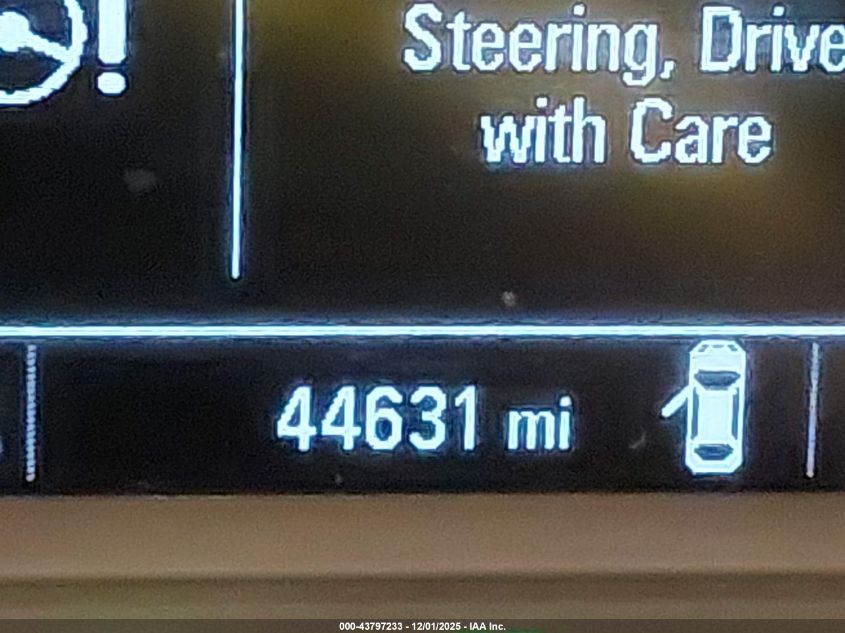 Steering, Drive
with Care
44631 mi
000-43797233 - 12/01/2025 - IAA Inc.